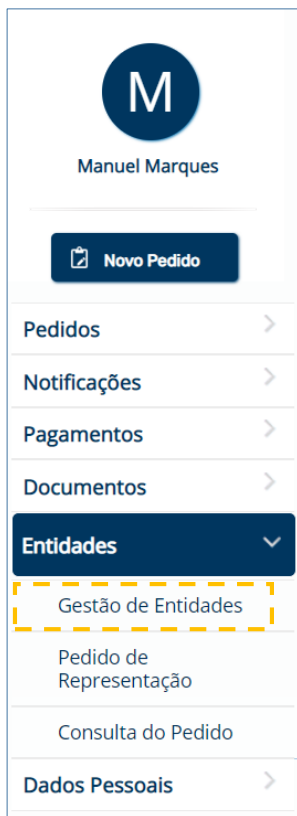 M
Manuel Marques
Novo Pedido
Pedidos
Notificações
Pagamentos
Documentos
Entidades
Gestão de Entidades
Pedido de
Representação
Consulta do Pedido
Dados Pessoais